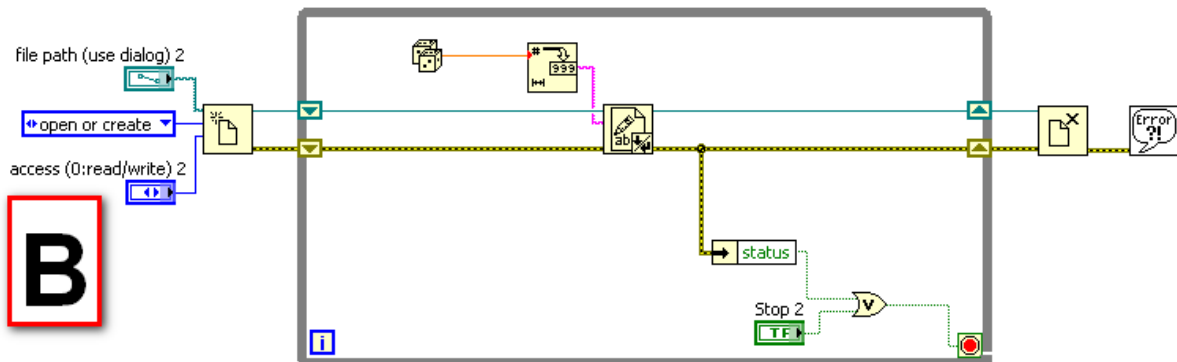 file path (use dialog) 2
open or create
access (0:read/write) 2
B
#
999
ab
Error
?!
status
Stop 2
TF
V
i